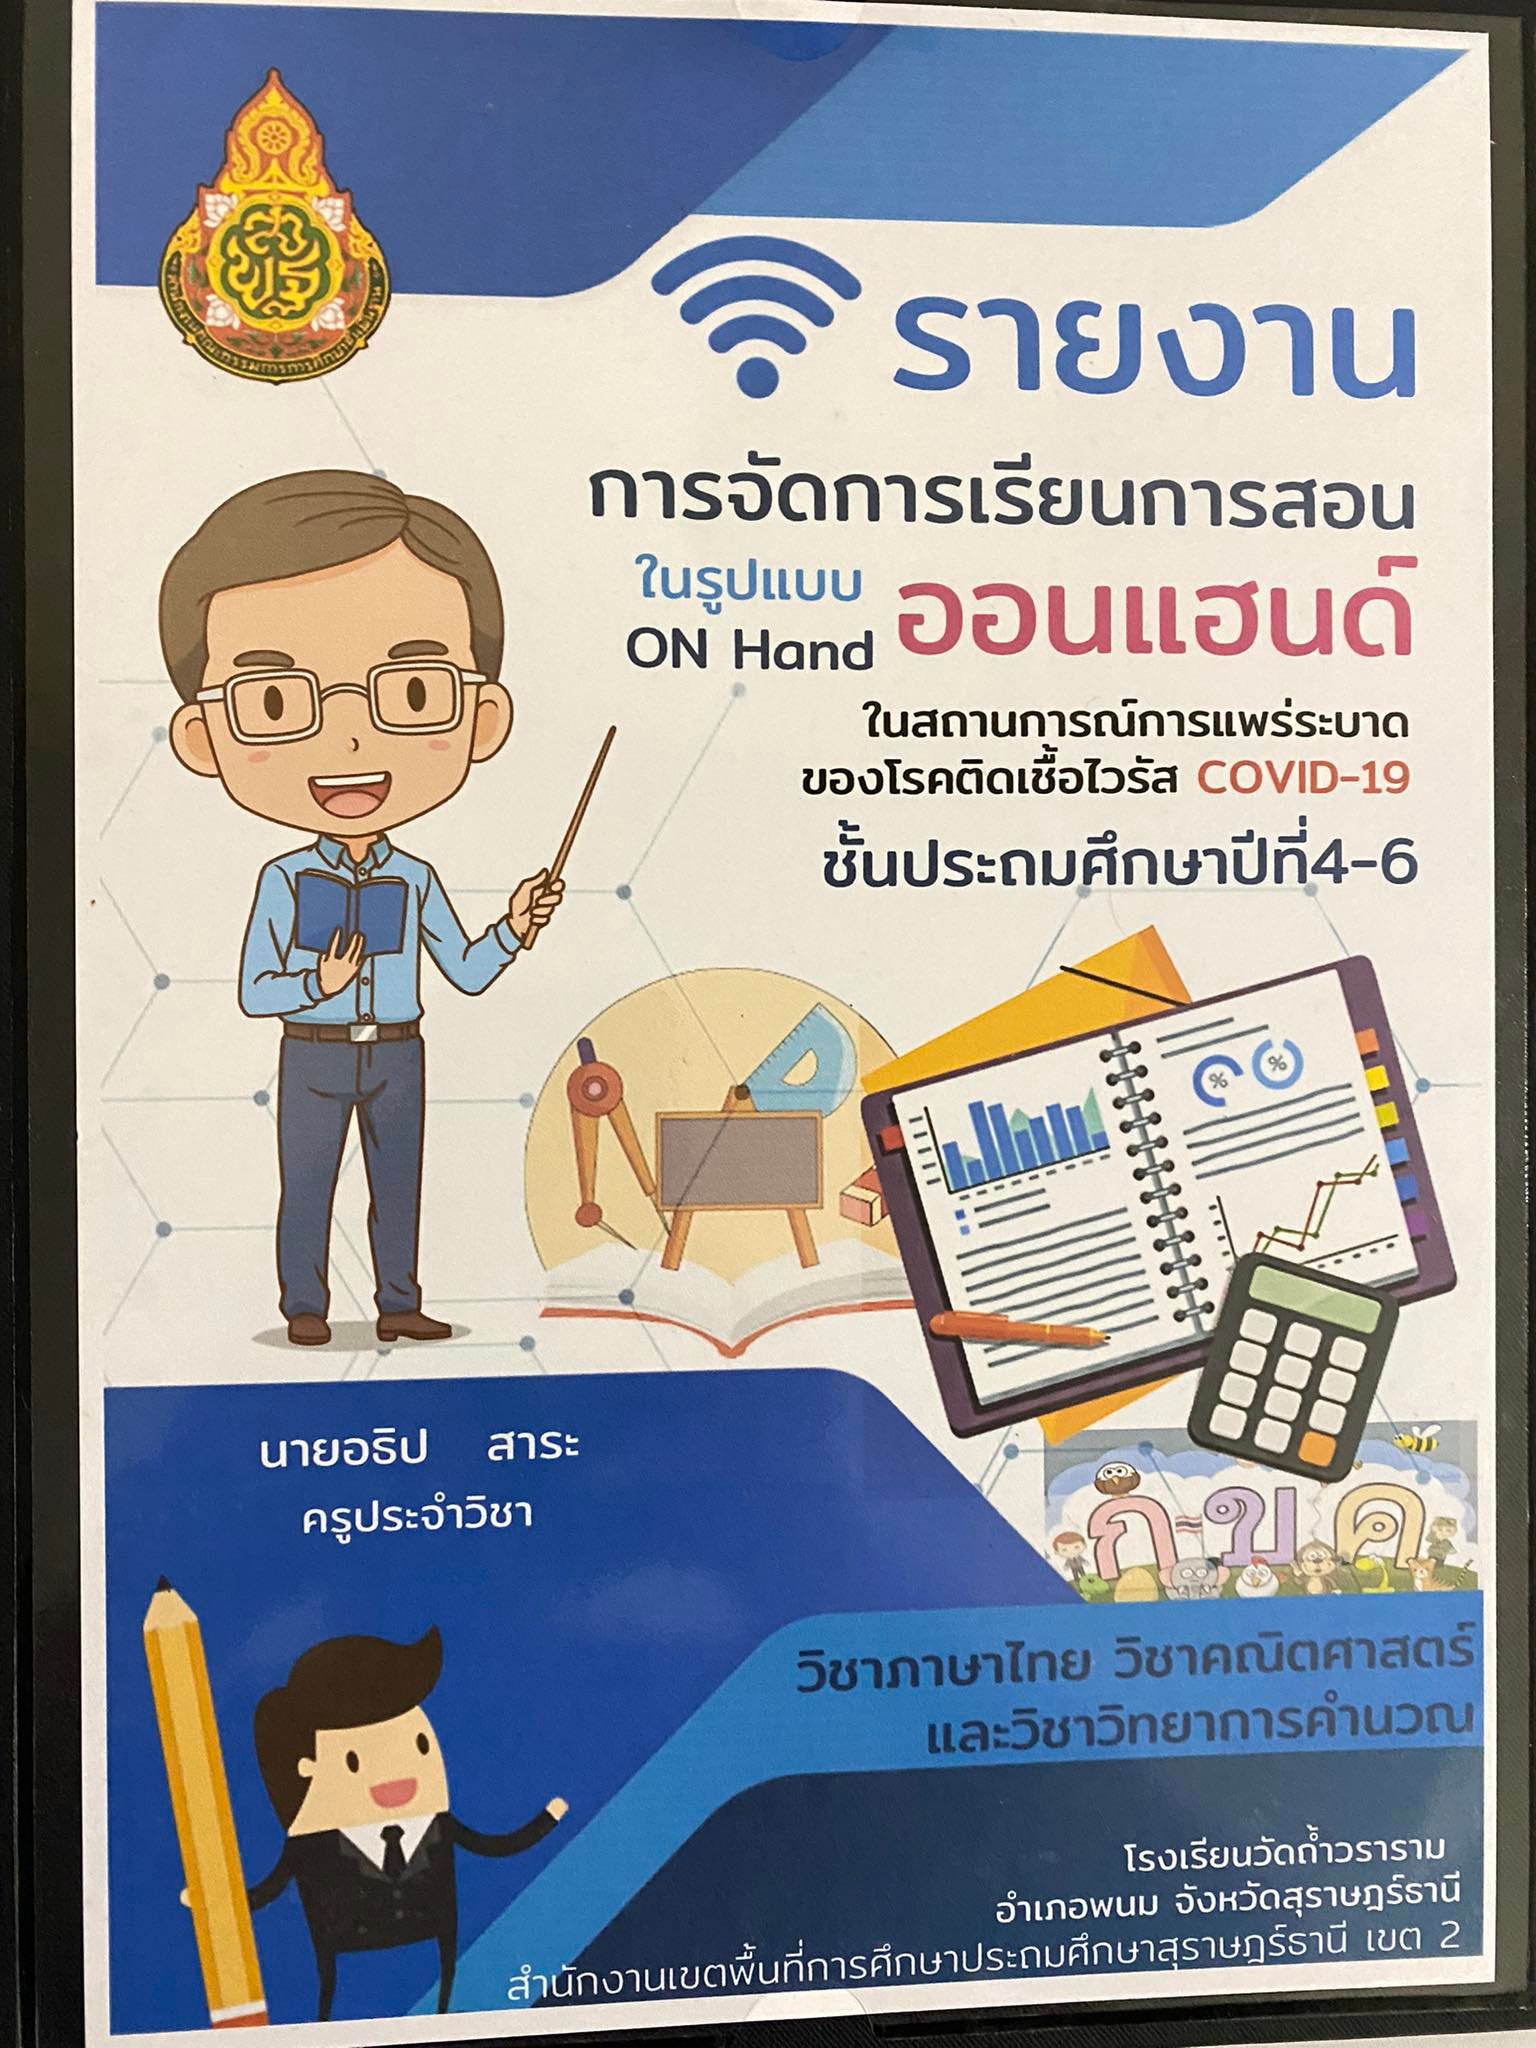 รายงาน
การจัดการเรียนการสอน
ในรูปแบบ
ON Hand
ออนแฮนด์
ในสถานการณ์การแพร่ระบาด
ของโรคติดเชื้อไวรัส COVID-19
ชั้นประถมศึกษาปีที่4-6
% %
นายอธิป สาระ
ครูประจำวิชา
ก ข ค
วิชาภาษาไทย วิชาคณิตศาสตร์
และวิชาวิทยาการคำนวณ
โรงเรียนวัดถ้ำวราราม
อำเภอพนม จังหวัดสุราษฎร์ธานี
สำนักงานเขตพื้นที่การศึกษาประถมศึกษาสุราษฎร์ธานี เขต 2